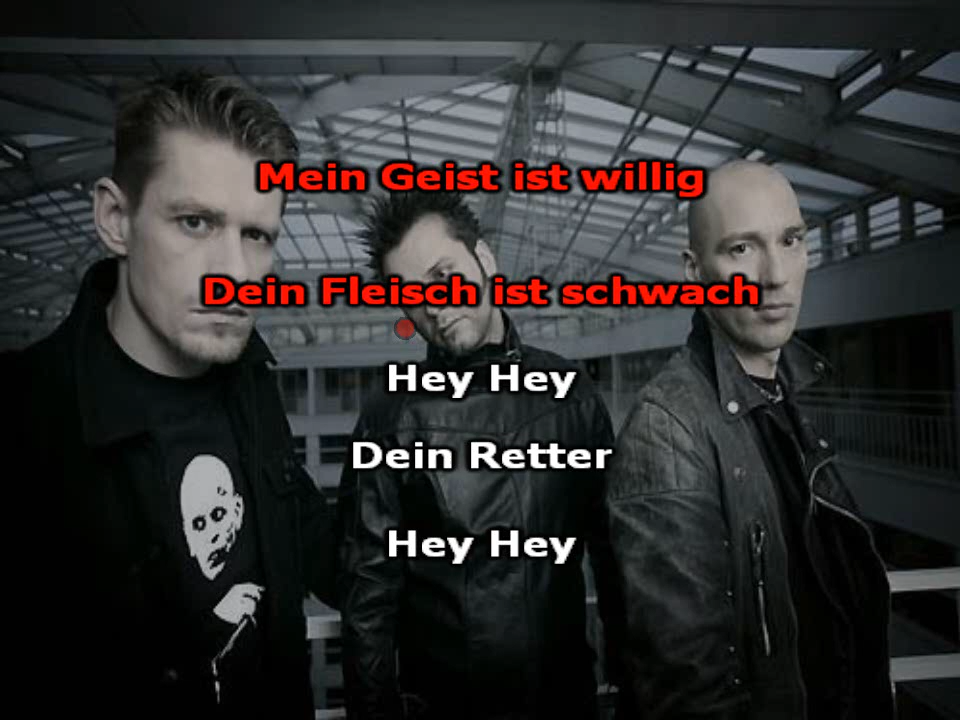 Mein Geist ist willig
Dein Fleisch ist schwach
Hey Hey
Dein Retter
Hey Hey